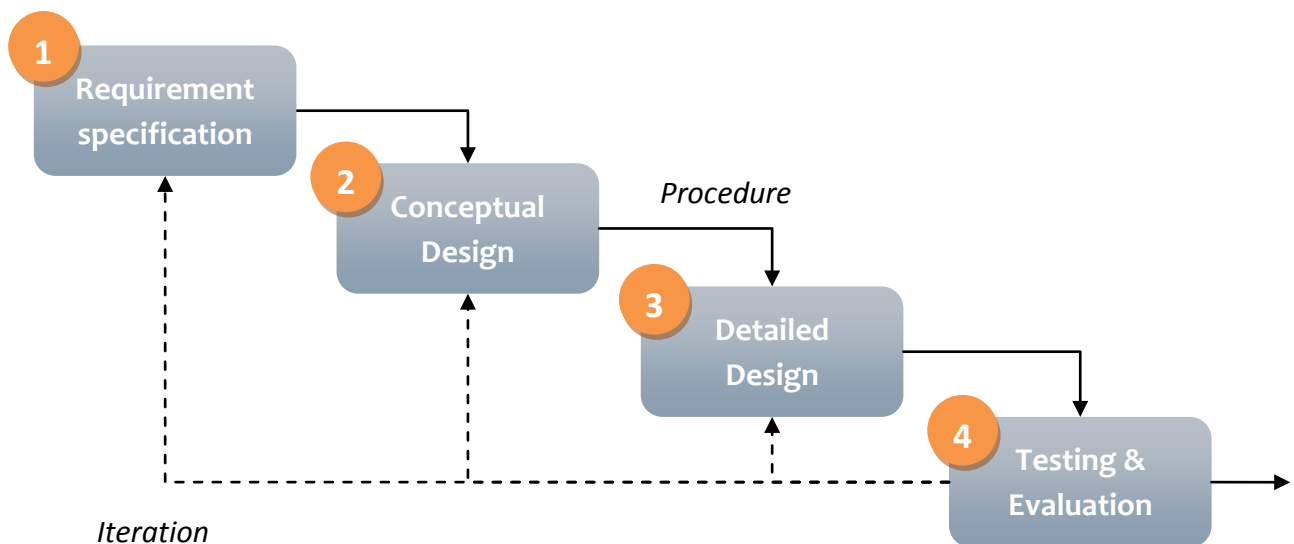 1
Requirement
specification
2
Conceptual
Design
Procedure
3
Detailed
Design
4
Testing &
Evaluation
Iteration